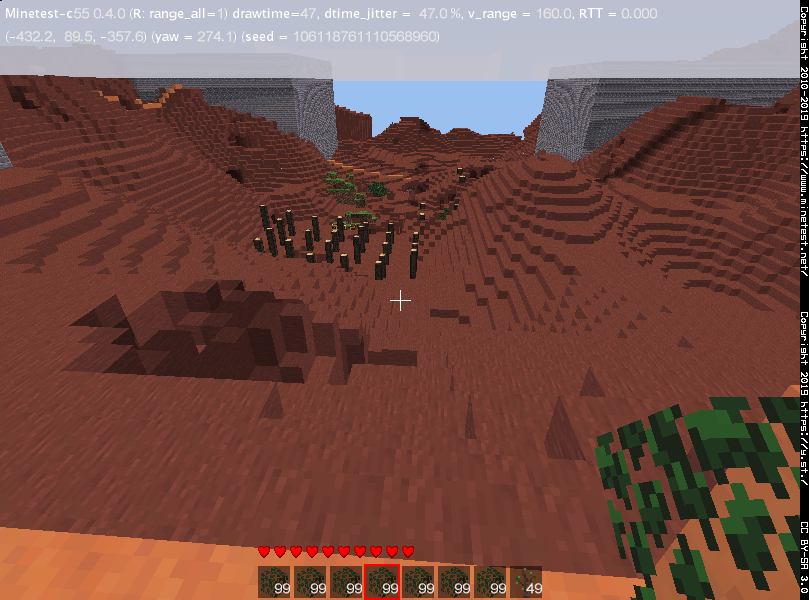 Minetest-c55 0.4.0 (R: range_all=1) drawtime=47, dtime_jitter = 47.0 %, v_range = 160.0, RTT = 0.000
(-432.2, 89.5, -357.6) (yaw = 274.1) (seed = 106118761110568960)
99 99 99 99 99 99 99 49
Copyright 2010-2019 https://www.minetest.net/ Copyright 2019 https://y.st./ CC BY-SA 3.0